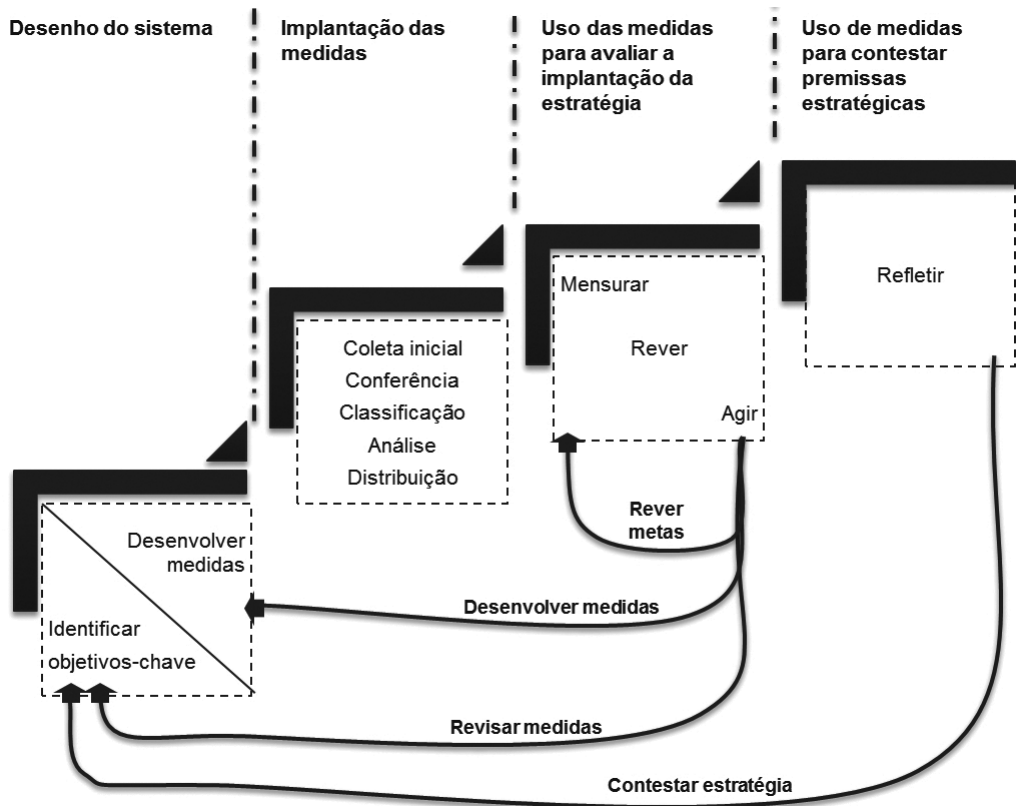 Desenho do sistema
Implantação das
medidas
Uso das medidas
para avaliar a
implantação da
estratégia
Uso de medidas
para contestar
premissas
estratégicas
Refletir
Mensurar
Rever
Agir
Coleta inicial
Conferência
Classificação
Análise
Distribuição
Desenvolver
medidas
Identificar
objetivos-chave
Rever
metas
Desenvolver medidas
Revisar medidas
Contestar estratégia